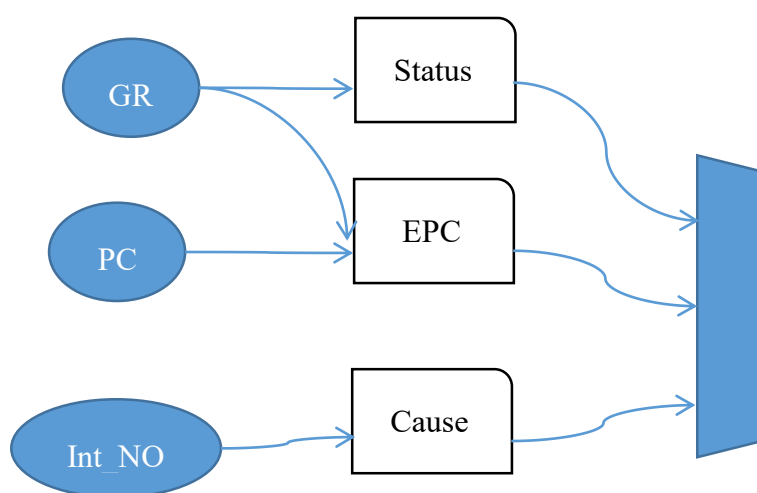 Status
GR
EPC
PC
Cause
Int_NO